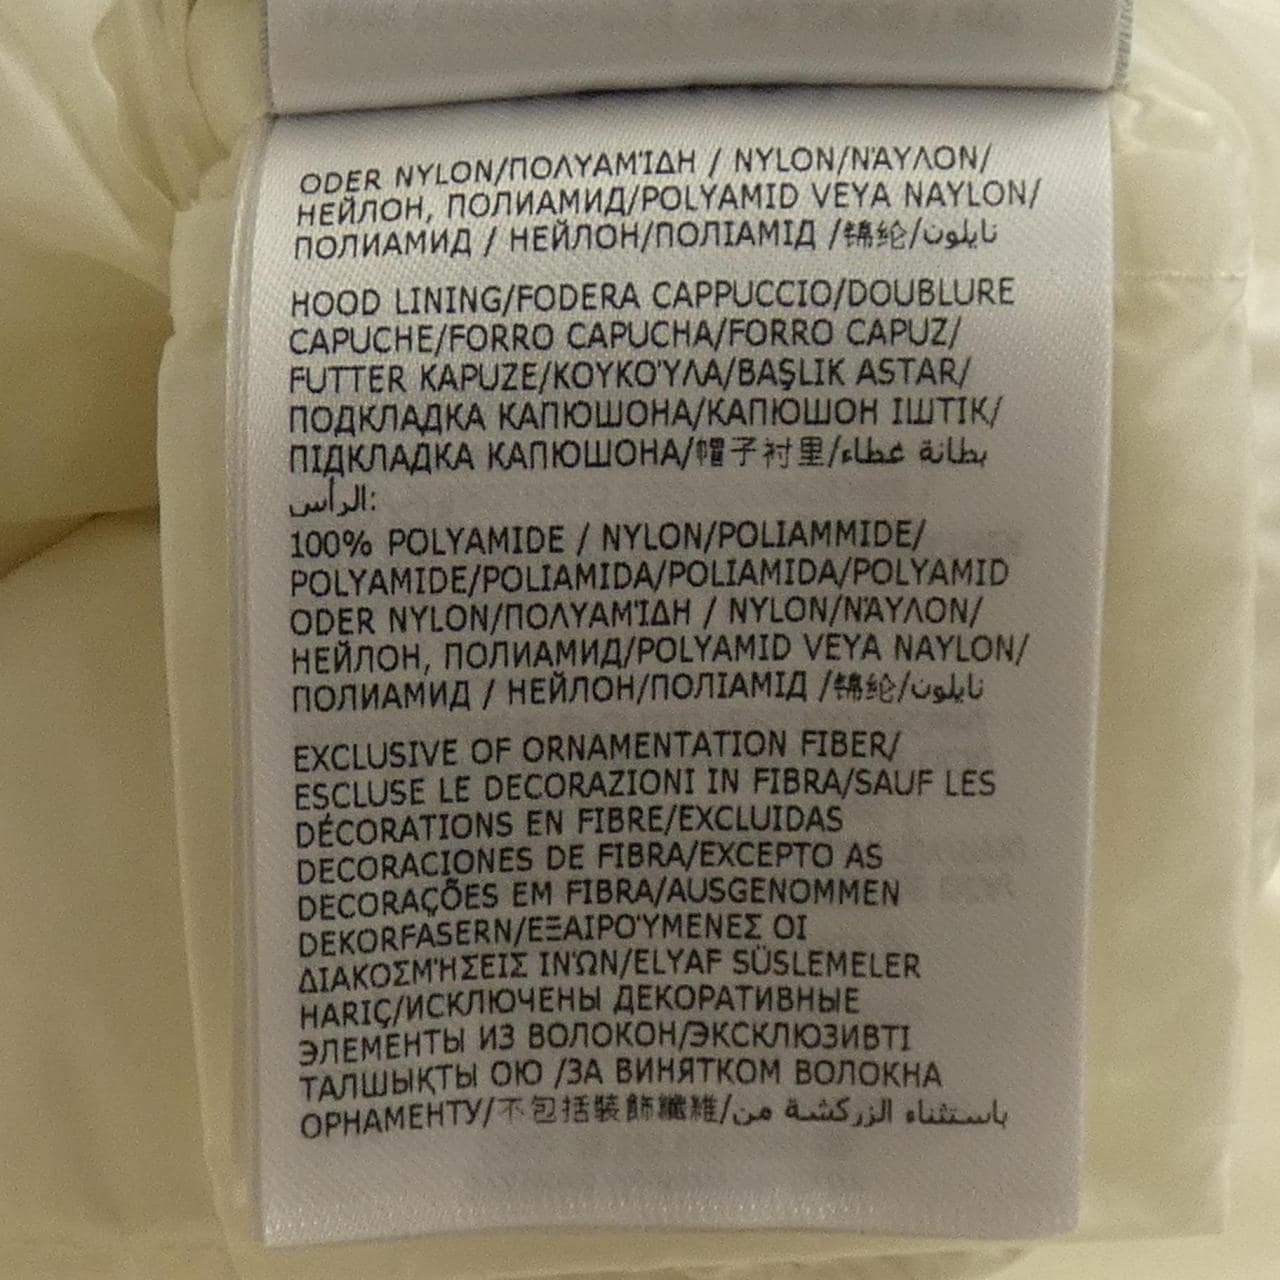 ODER NYLON/ΠΟΛΥΑΜΊΔΗ / NYLON/ΝΆΥΛΟΝ/
НЕЙЛОН, ПОЛИАМИД/POLYAMID VEYA NAYLON/
ПОЛИАМИД / НЕЙЛОН/ПОЛІАМІД /锦纶/نايلون
HOOD LINING/FODERA CAPPUCCIO/DOUBLURE
CAPUCHE/FORRO CAPUCHA/FORRO CAPUZ/
FUTTER KAPUZE/ΚΟΥΚΟΎΛΑ/BAŞLIK ASTAR/
ПОДКЛАДКА КАПЮШОНА/КАПЮШОН ІШТІК/
ПІДКЛАДКА КАПЮШОНА/帽子衬里/بطانة غطاء
الرأس:
100% POLYAMIDE / NYLON/POLIAMMIDE/
POLYAMIDE/POLIAMIDA/POLIAMIDA/POLYAMID
ODER NYLON/ΠΟΛΥΑΜΊΔΗ / NYLON/ΝΆΥΛΟΝ/
НЕЙЛОН, ПОЛИАМИД/POLYAMID VEYA NAYLON/
ПОЛИАМИД / НЕЙЛОН/ПОЛІАМІД /锦纶/نايلون
EXCLUSIVE OF ORNAMENTATION FIBER/
ESCLUSE LE DECORAZIONI IN FIBRA/SAUF LES
DÉCORATIONS EN FIBRE/EXCLUIDAS
DECORACIONES DE FIBRA/EXCEPTO AS
DECORAÇÕES EM FIBRA/AUSGENOMMEN
DEKORFASERN/ΕΞΑΙΡΟΎΜΕΝΕΣ ΟΙ
ΔΙΑΚΟΣΜΉΣΕΙΣ ΙΝΏΝ/ELYAF SÜSLEMELER
HARIÇ/ИСКЛЮЧЕНЫ ДЕКОРАТИВНЫЕ
ЭЛЕМЕНТЫ ИЗ ВОЛОКОН/ЭКСКЛЮЗИВТІ
ТАЛШЫҚТЫ ОЮ /ЗА ВИНЯТКОМ ВОЛОКНА
ОРНАМЕНТУ/不包括裝飾纖維/باستثناء الزركشة من